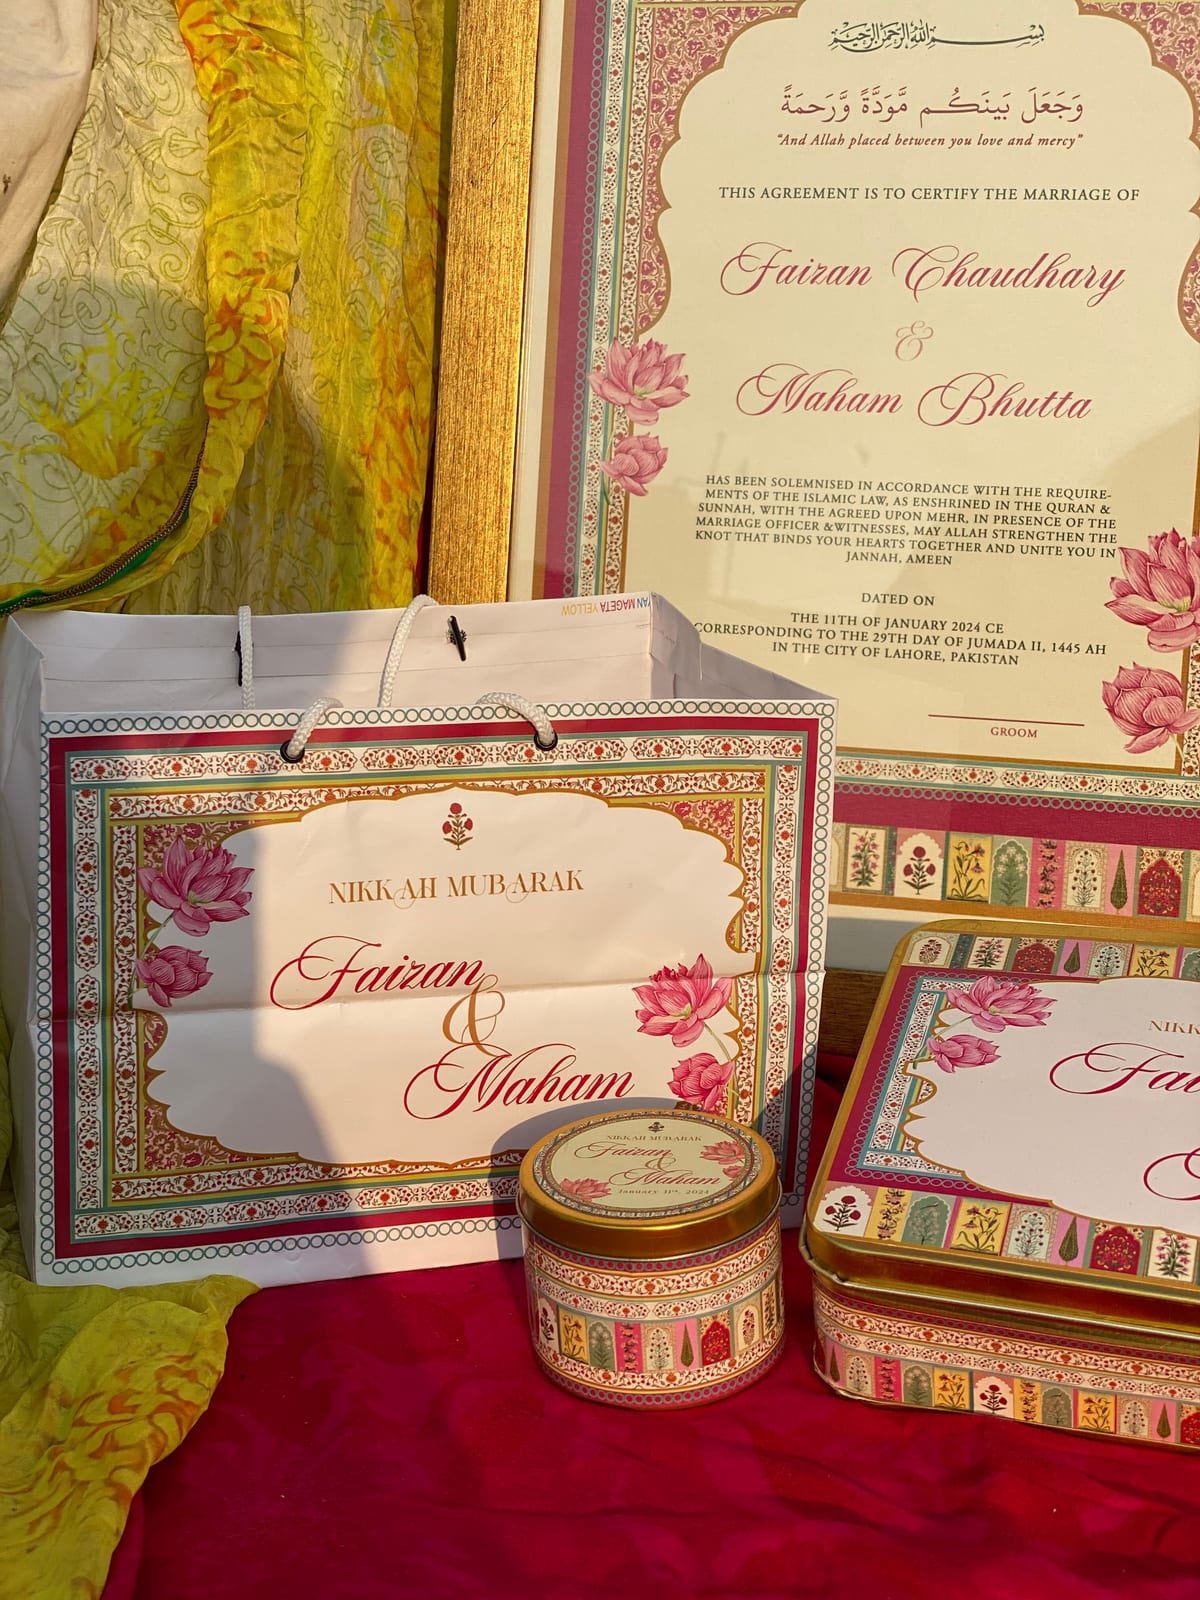 بسم الله الرحمن الرحيم
وَجَعَلَ بَينَكُم مَّوَدَّةً وَّرَحمَةً
“And Allah placed between you love and mercy”
THIS AGREEMENT IS TO CERTIFY THE MARRIAGE OF
Faizan Chaudhary
&
Maham Bhutta
HAS BEEN SOLEMNISED IN ACCORDANCE WITH THE REQUIRE-
MENTS OF THE ISLAMIC LAW, AS ENSHRINED IN THE QURAN &
SUNNAH, WITH THE AGREED UPON MEHR, IN PRESENCE OF THE
MARRIAGE OFFICER &WITNESSES, MAY ALLAH STRENGTHEN THE
KNOT THAT BINDS YOUR HEARTS TOGETHER AND UNITE YOU IN
JANNAH, AMEEN
DATED ON
THE 11TH OF JANUARY 2024 CE
CORRESPONDING TO THE 29TH DAY OF JUMADA II, 1445 AH
IN THE CITY OF LAHORE, PAKISTAN
GROOM
YAN MAGETA YELLOW
NIKKAH MUBARAK
Faizan
&
Maham
NIKKAH MUBARAK
Faizan
&
Maham
January 11th, 2024
NIKK
Fai